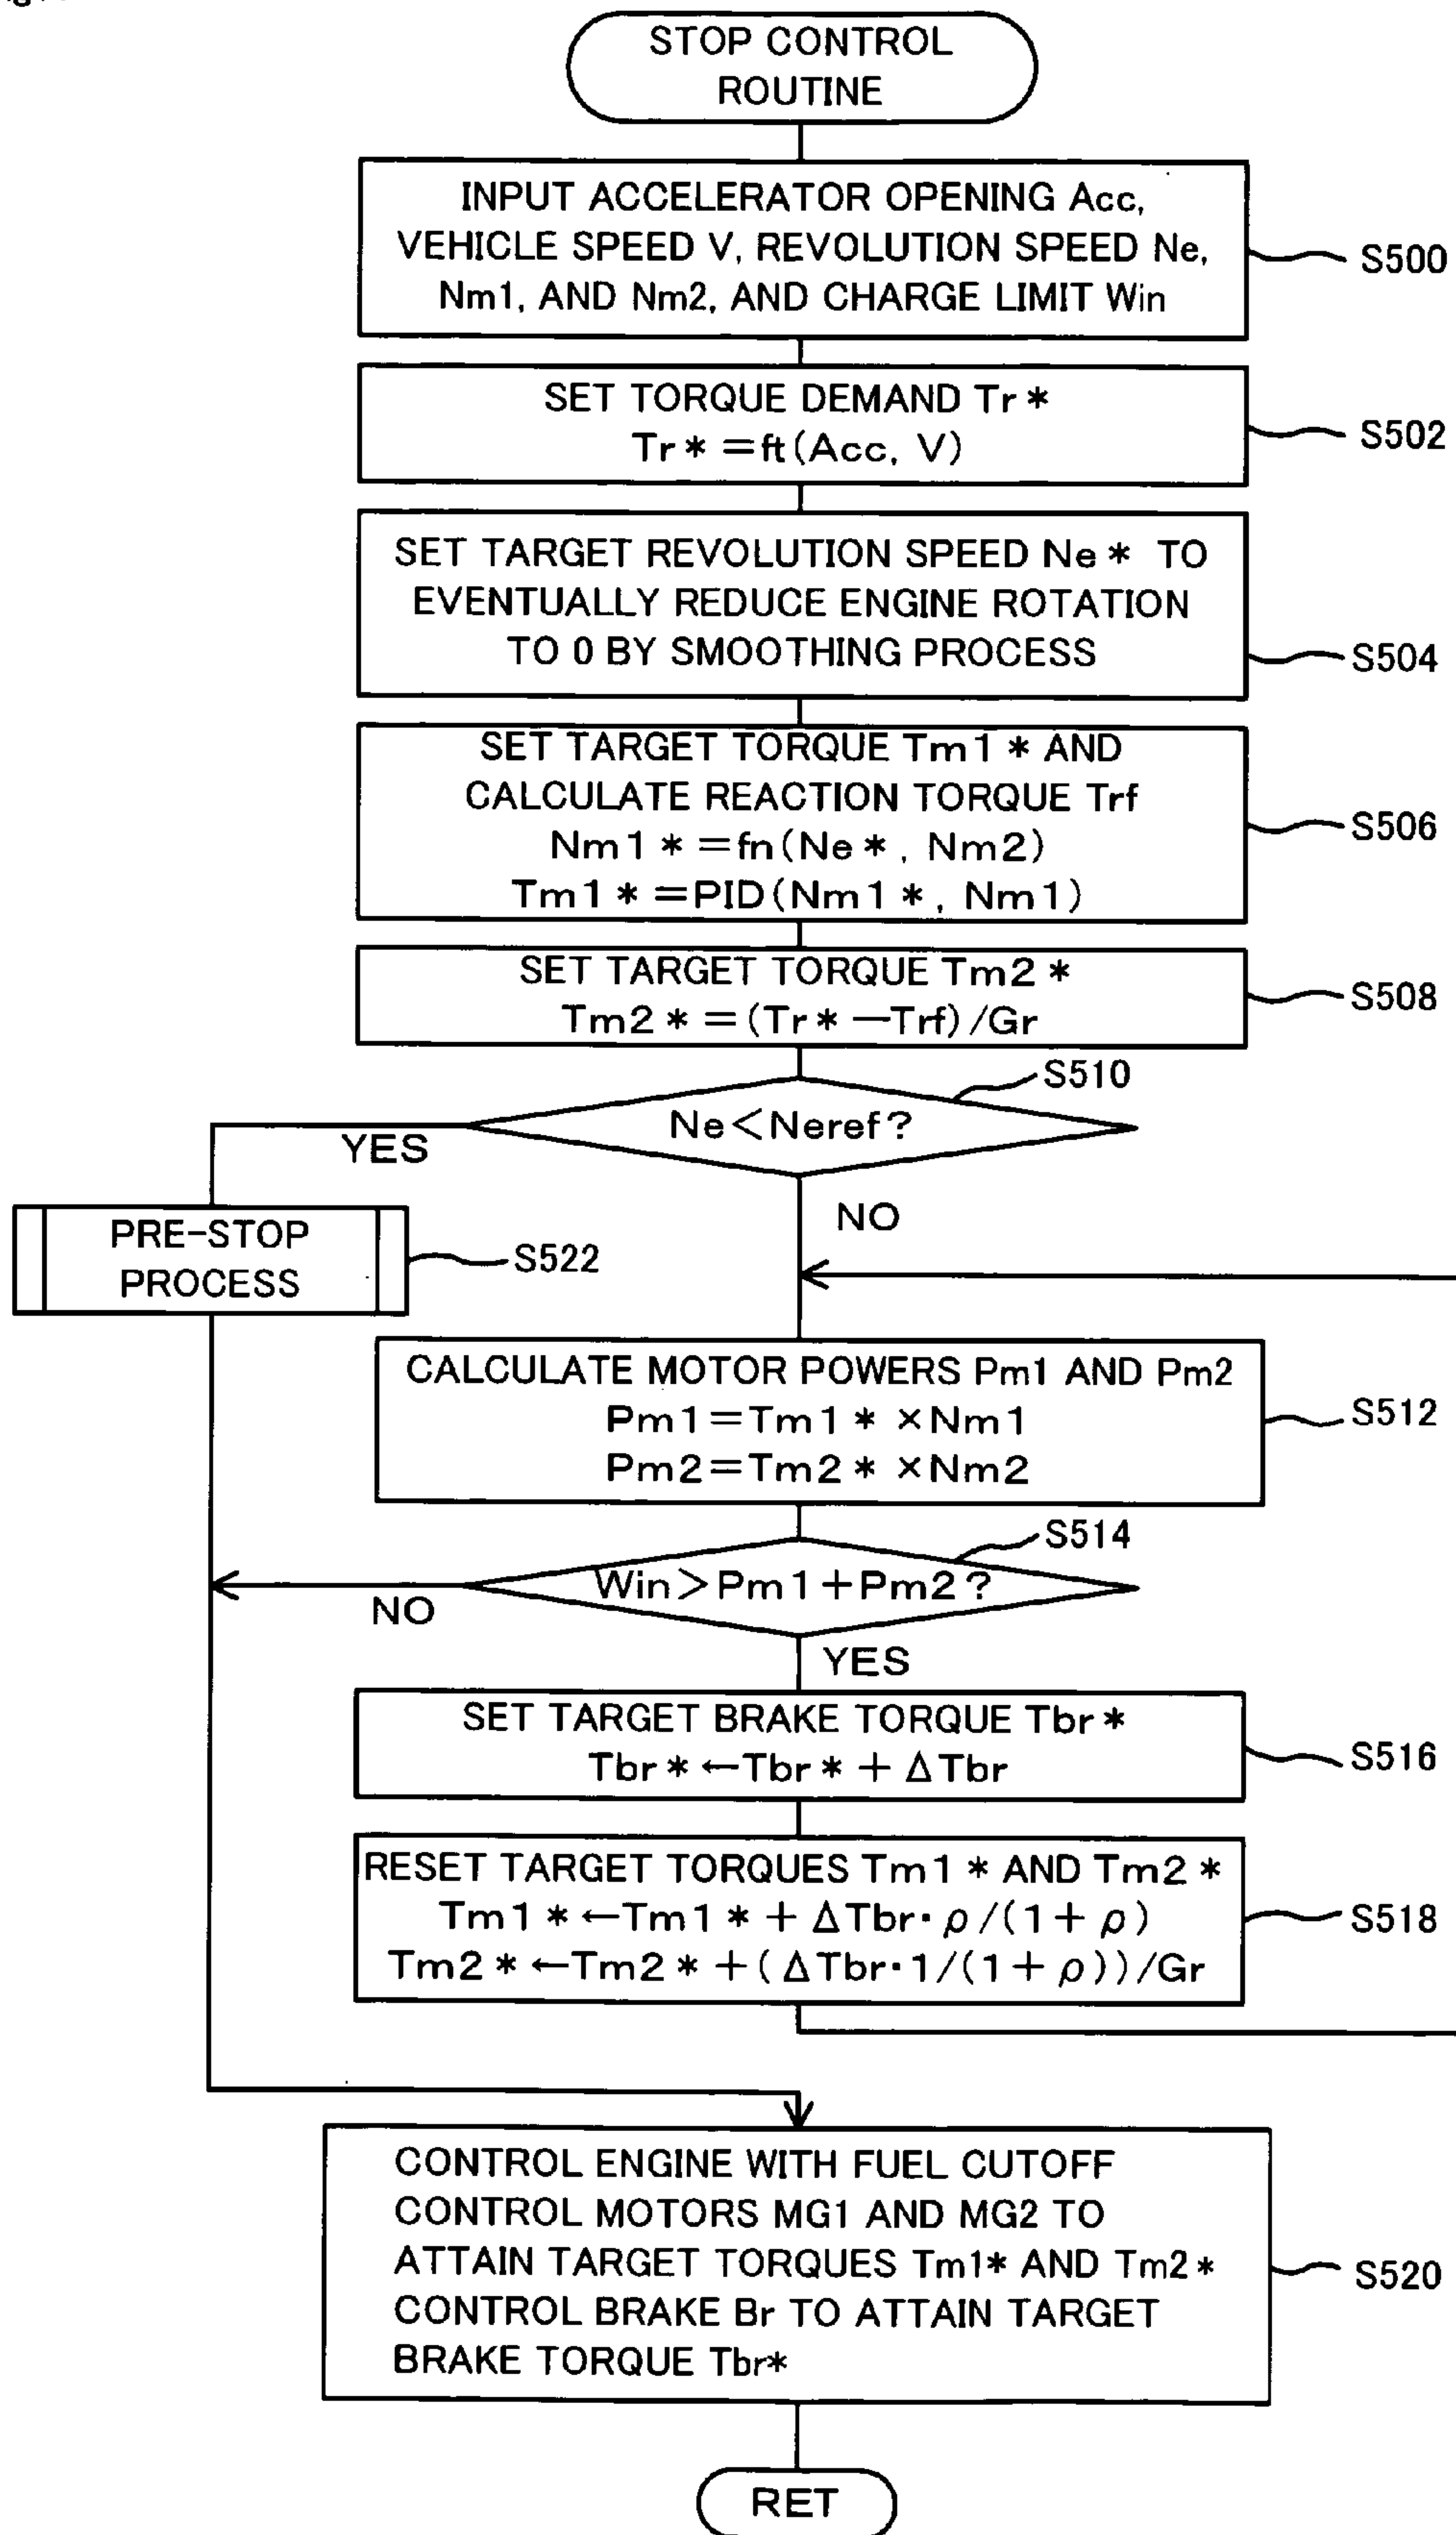 STOP CONTROL
ROUTINE
INPUT ACCELERATOR OPENING Acc,
VEHICLE SPEED V, REVOLUTION SPEED Ne,
Nm1, AND Nm2, AND CHARGE LIMIT Win
S500
SET TORQUE DEMAND Tr*
Tr*=ft(Acc, V)
S502
SET TARGET REVOLUTION SPEED Ne* TO
EVENTUALLY REDUCE ENGINE ROTATION
TO 0 BY SMOOTHING PROCESS
S504
SET TARGET TORQUE Tm1* AND
CALCULATE REACTION TORQUE Trf
Nm1*=fn(Ne*, Nm2)
Tm1*=PID(Nm1*, Nm1)
S506
SET TARGET TORQUE Tm2*
Tm2*=(Tr*−Trf)/Gr
S508
S510
Ne<Neref?
YES
NO
PRE-STOP
PROCESS
S522
CALCULATE MOTOR POWERS Pm1 AND Pm2
Pm1=Tm1*×Nm1
Pm2=Tm2*×Nm2
S512
S514
Win>Pm1+Pm2?
NO
YES
SET TARGET BRAKE TORQUE Tbr*
Tbr*←Tbr*+ΔTbr
S516
RESET TARGET TORQUES Tm1* AND Tm2*
Tm1*←Tm1*+ΔTbr·ρ/(1+ρ)
Tm2*←Tm2*+(ΔTbr·1/(1+ρ))/Gr
S518
CONTROL ENGINE WITH FUEL CUTOFF
CONTROL MOTORS MG1 AND MG2 TO
ATTAIN TARGET TORQUES Tm1* AND Tm2*
CONTROL BRAKE Br TO ATTAIN TARGET
BRAKE TORQUE Tbr*
S520
RET